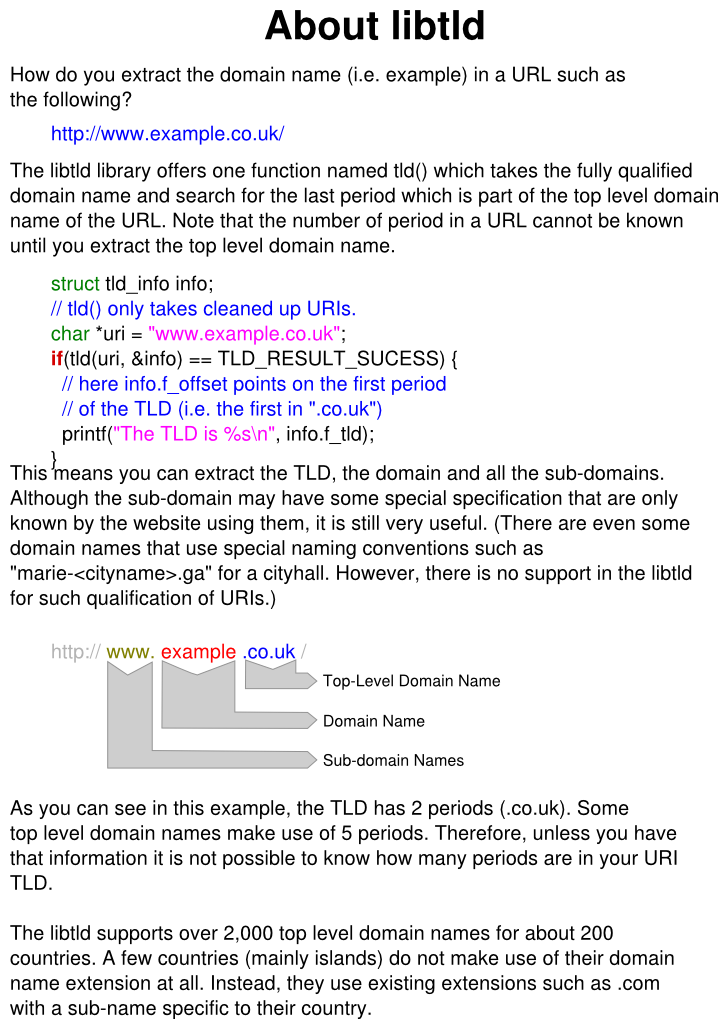 About libtld
How do you extract the domain name (i.e. example) in a URL such as
the following?
http://www.example.co.uk/
The libtld library offers one function named tld() which takes the fully qualified
domain name and search for the last period which is part of the top level domain
name of the URL. Note that the number of period in a URL cannot be known
until you extract the top level domain name.
struct tld_info info;
// tld() only takes cleaned up URIs.
char *uri = "www.example.co.uk";
if(tld(uri, &info) == TLD_RESULT_SUCESS) {
// here info.f_offset points on the first period
// of the TLD (i.e. the first in ".co.uk")
printf("The TLD is %s\n", info.f_tld);
}
This means you can extract the TLD, the domain and all the sub-domains.
Although the sub-domain may have some special specification that are only
known by the website using them, it is still very useful. (There are even some
domain names that use special naming conventions such as
"marie-<cityname>.ga" for a cityhall. However, there is no support in the libtld
for such qualification of URIs.)
http:// www. example .co.uk /
Top-Level Domain Name
Domain Name
Sub-domain Names
As you can see in this example, the TLD has 2 periods (.co.uk). Some
top level domain names make use of 5 periods. Therefore, unless you have
that information it is not possible to know how many periods are in your URI
TLD.
The libtld supports over 2,000 top level domain names for about 200
countries. A few countries (mainly islands) do not make use of their domain
name extension at all. Instead, they use existing extensions such as .com
with a sub-name specific to their country.